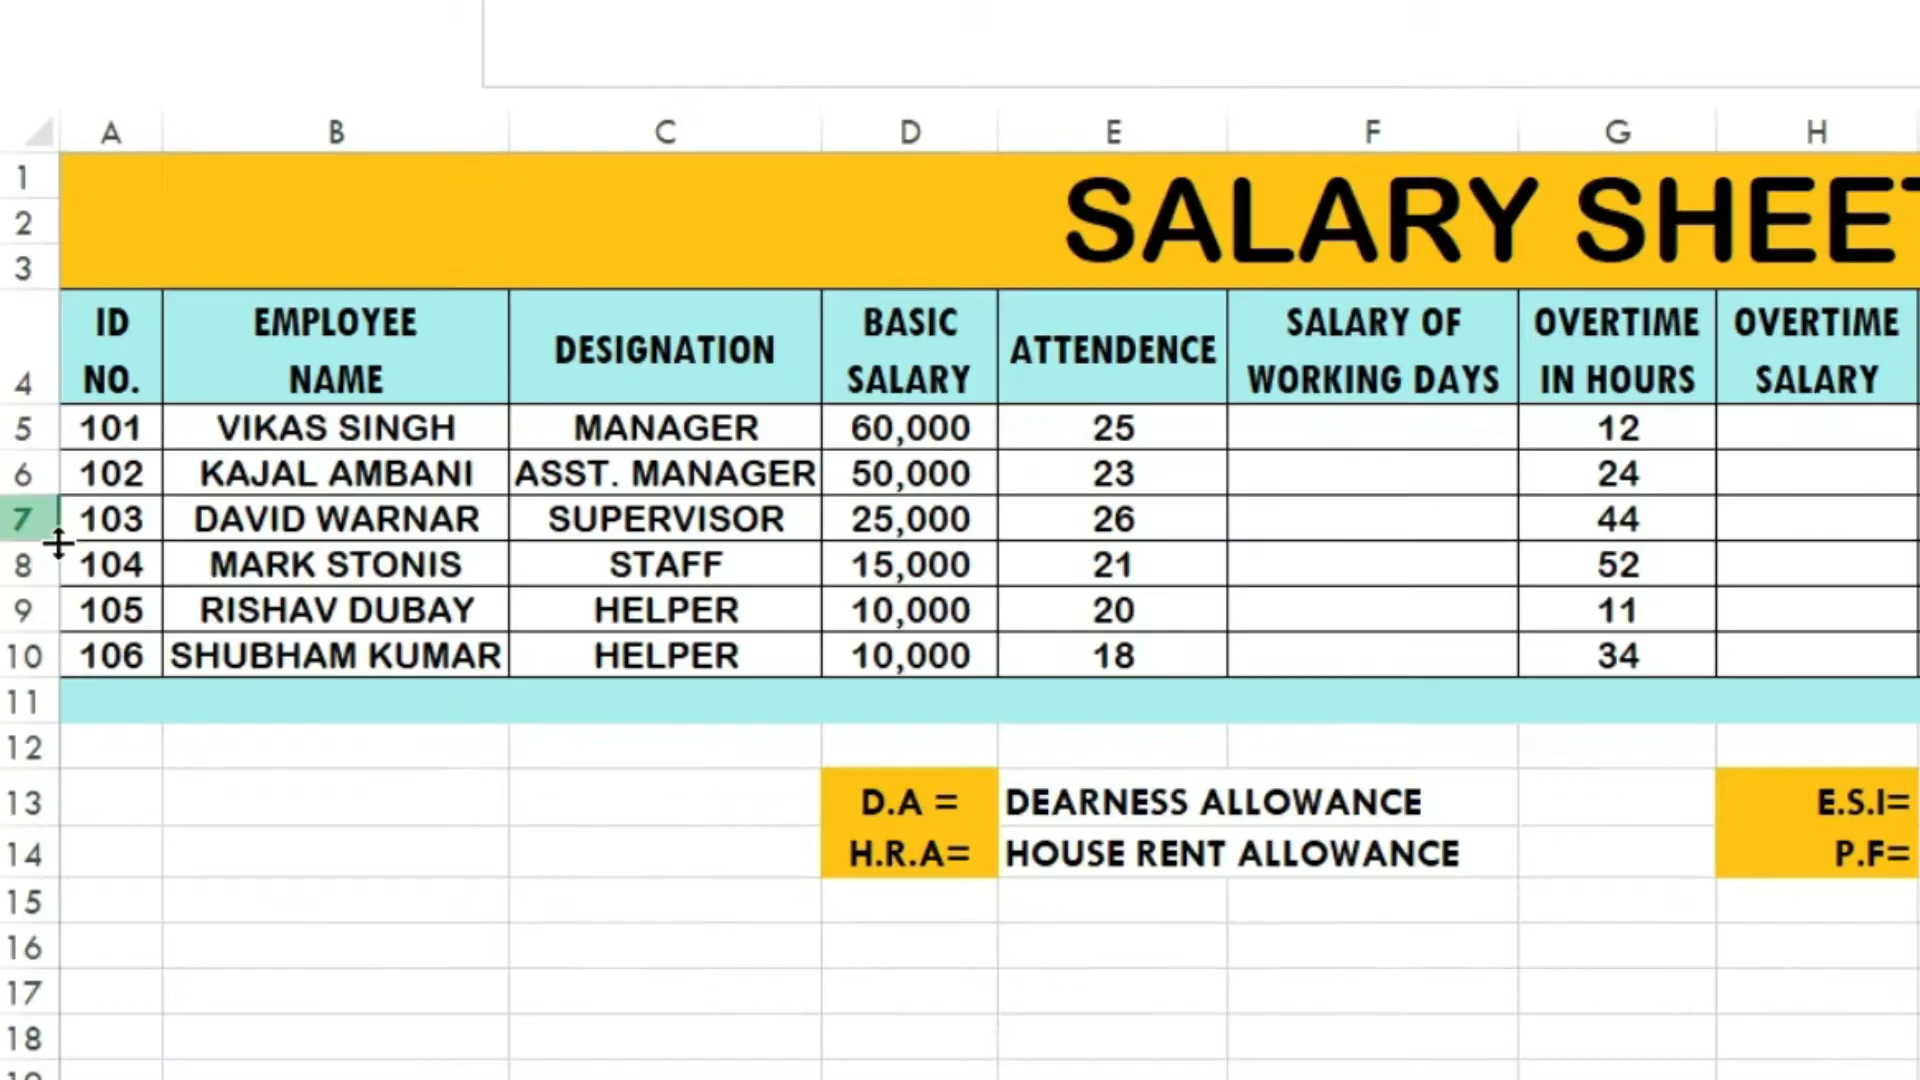 A B C D E F G H
1
2 SALARY SHEET
3
4 ID NO. EMPLOYEE NAME DESIGNATION BASIC SALARY ATTENDENCE SALARY OF WORKING DAYS OVERTIME IN HOURS OVERTIME SALARY
5 101 VIKAS SINGH MANAGER 60,000 25 12
6 102 KAJAL AMBANI ASST. MANAGER 50,000 23 24
7 103 DAVID WARNAR SUPERVISOR 25,000 26 44
8 104 MARK STONIS STAFF 15,000 21 52
9 105 RISHAV DUBAY HELPER 10,000 20 11
10 106 SHUBHAM KUMAR HELPER 10,000 18 34
11
12
13 D.A = DEARNESS ALLOWANCE E.S.I=
14 H.R.A= HOUSE RENT ALLOWANCE P.F=
15
16
17
18